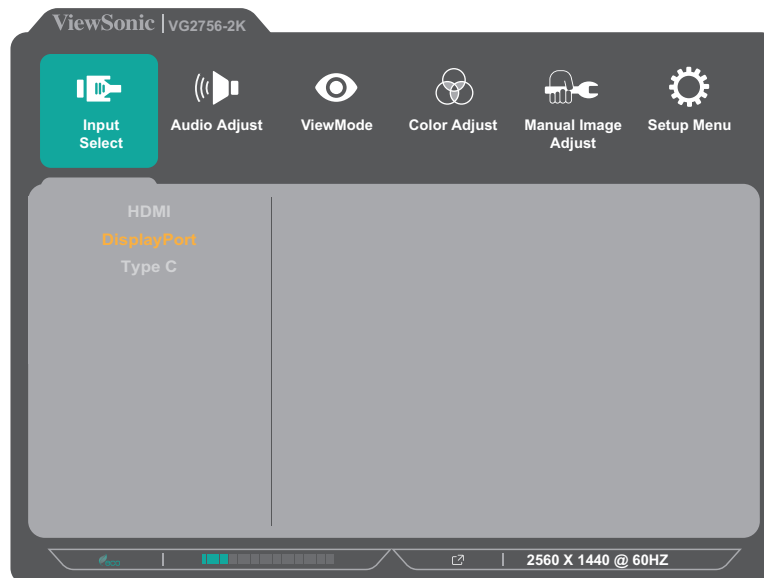 ViewSonic | VG2756-2K
Input Select
Audio Adjust
ViewMode
Color Adjust
Manual Image Adjust
Setup Menu
HDMI
DisplayPort
Type C
eco
2560 X 1440 @ 60HZ